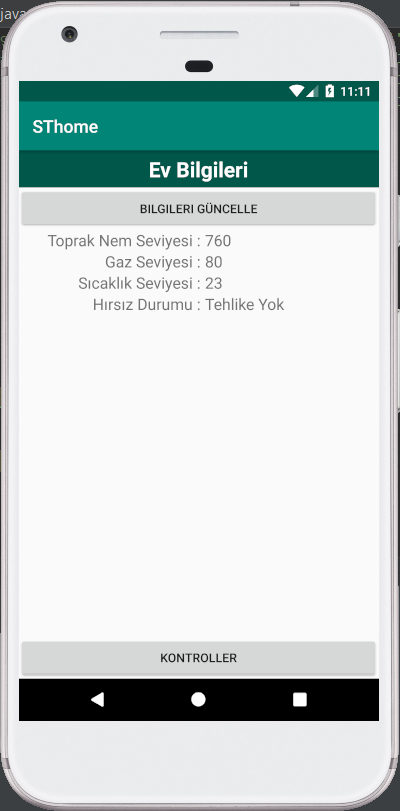 java
11:11
SThome
Ev Bilgileri
BILGILERI GÜNCELLE
Toprak Nem Seviyesi : 760
Gaz Seviyesi : 80
Sıcaklık Seviyesi : 23
Hırsız Durumu : Tehlike Yok
KONTROLLER